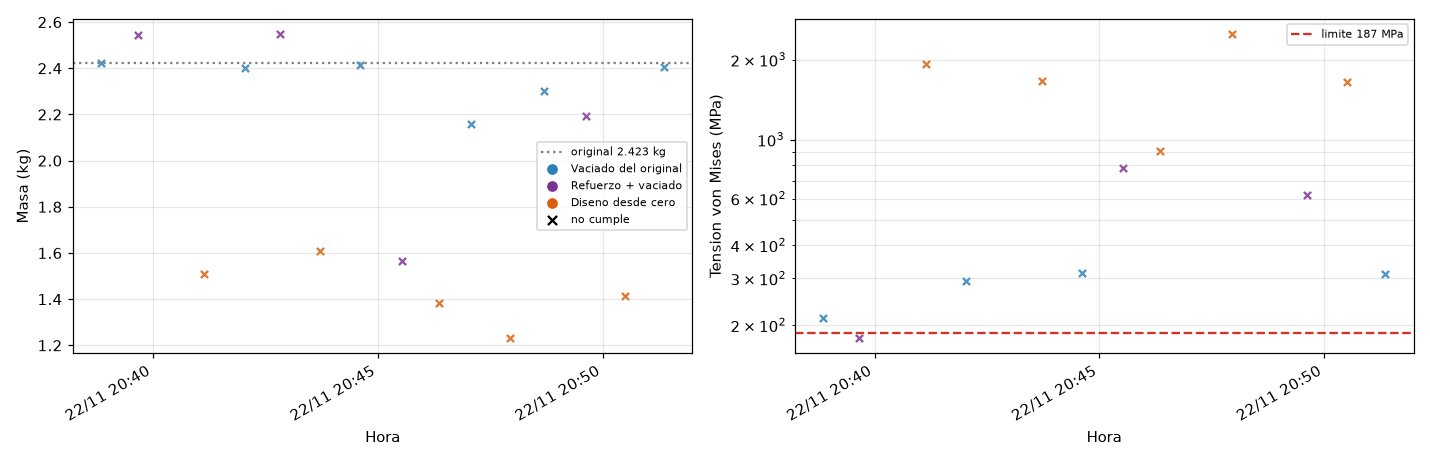 2.6
2.4
2.2
2.0
1.8
1.6
1.4
1.2
Masa (kg)
original 2.423 kg
Vaciado del original
Refuerzo + vaciado
Diseno desde cero
no cumple
22/11 20:40
22/11 20:45
22/11 20:50
Hora
2 × 10³
10³
6 × 10²
4 × 10²
3 × 10²
2 × 10²
Tension von Mises (MPa)
limite 187 MPa
22/11 20:40
22/11 20:45
22/11 20:50
Hora